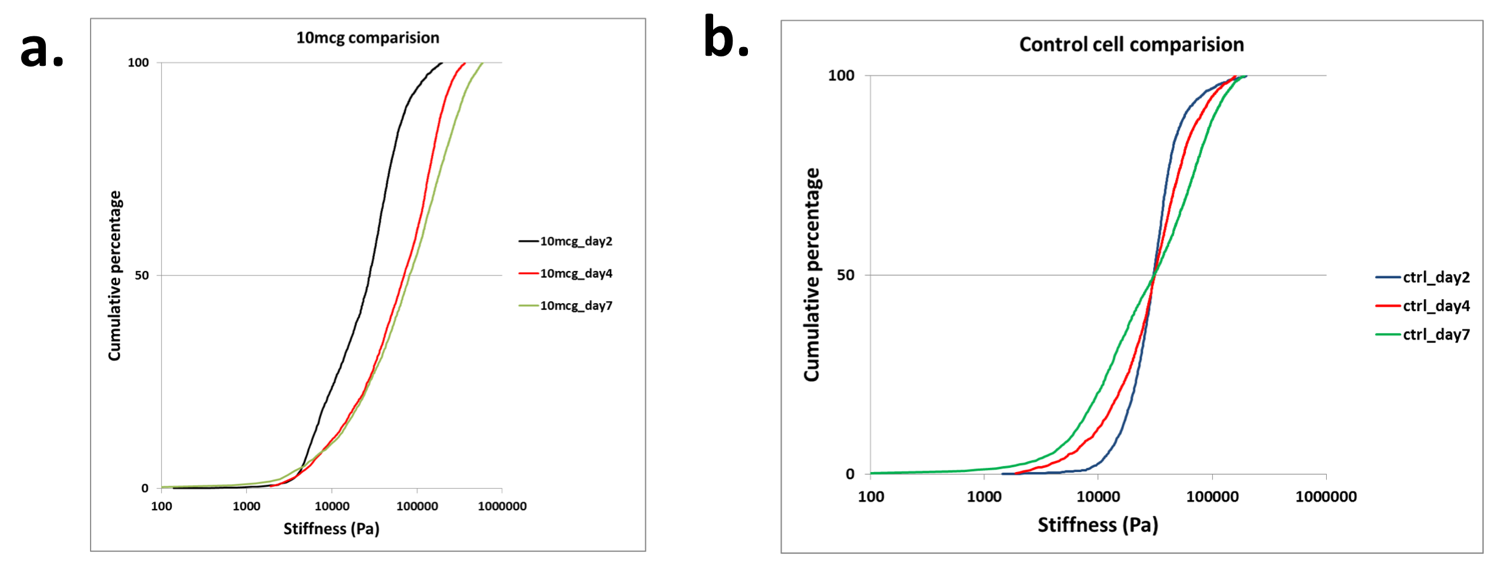 a.
10mcg comparision
100
50
0
Cumulative percentage
100
1000
10000
100000
1000000
Stiffness (Pa)
10mcg_day2
10mcg_day4
10mcg_day7
b.
Control cell comparision
100
50
0
Cumulative percentage
100
1000
10000
100000
1000000
Stiffness (Pa)
ctrl_day2
ctrl_day4
ctrl_day7